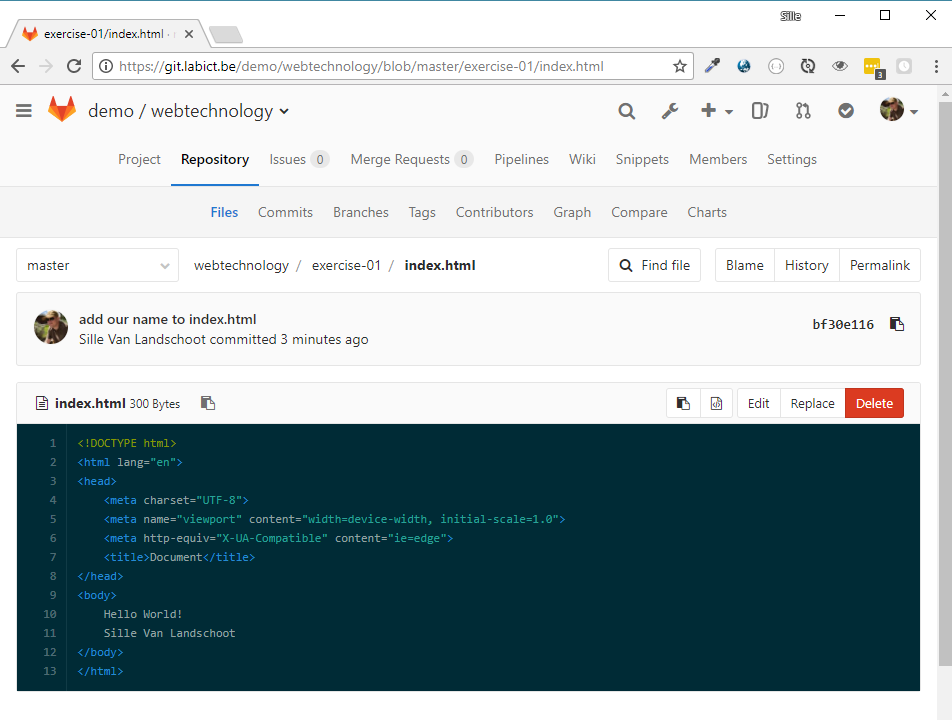 Sille
exercise-01/index.html ·
https://git.labict.be/demo/webtechnology/blob/master/exercise-01/index.html
3
demo / webtechnology
Project Repository Issues 0 Merge Requests 0 Pipelines Wiki Snippets Members Settings
Files Commits Branches Tags Contributors Graph Compare Charts
master webtechnology / exercise-01 / index.html Find file Blame History Permalink
add our name to index.html
Sille Van Landschoot committed 3 minutes ago
bf30e116
index.html 300 Bytes Edit Replace Delete
1 <!DOCTYPE html>
2 <html lang="en">
3 <head>
4     <meta charset="UTF-8">
5     <meta name="viewport" content="width=device-width, initial-scale=1.0">
6     <meta http-equiv="X-UA-Compatible" content="ie=edge">
7     <title>Document</title>
8 </head>
9 <body>
10     Hello World!
11     Sille Van Landschoot
12 </body>
13 </html>